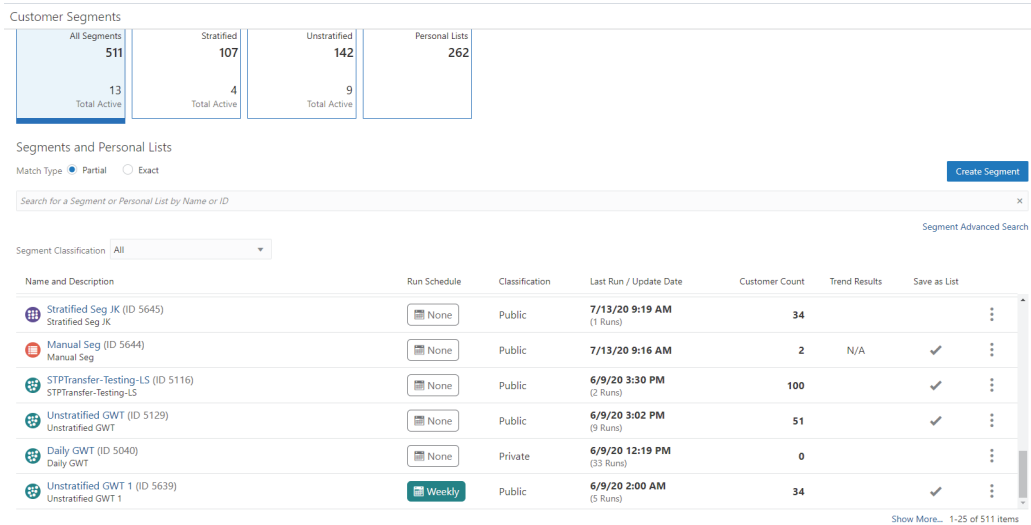 Customer Segments
All Segments Stratified Unstratified Personal Lists
511 107 142 262
13 4 9
Total Active Total Active Total Active
Segments and Personal Lists
Match Type Partial Exact
Create Segment
Search for a Segment or Personal List by Name or ID ×
Segment Advanced Search
Segment Classification All
Name and Description Run Schedule Classification Last Run / Update Date Customer Count Trend Results Save as List
Stratified Seg JK (ID 5645) None Public 7/13/20 9:19 AM 34
Stratified Seg JK (1 Runs)
Manual Seg (ID 5644) None Public 7/13/20 9:16 AM 2 N/A
Manual Seg
STPTransfer-Testing-LS (ID 5116) None Public 6/9/20 3:30 PM 100
STPTransfer-Testing-LS (2 Runs)
Unstratified GWT (ID 5129) None Public 6/9/20 3:02 PM 51
Unstratified GWT (9 Runs)
Daily GWT (ID 5040) None Private 6/9/20 12:19 PM 0
Daily GWT (33 Runs)
Unstratified GWT 1 (ID 5639) Weekly Public 6/9/20 2:00 AM 34
Unstratified GWT 1 (5 Runs)
Show More... 1-25 of 511 items